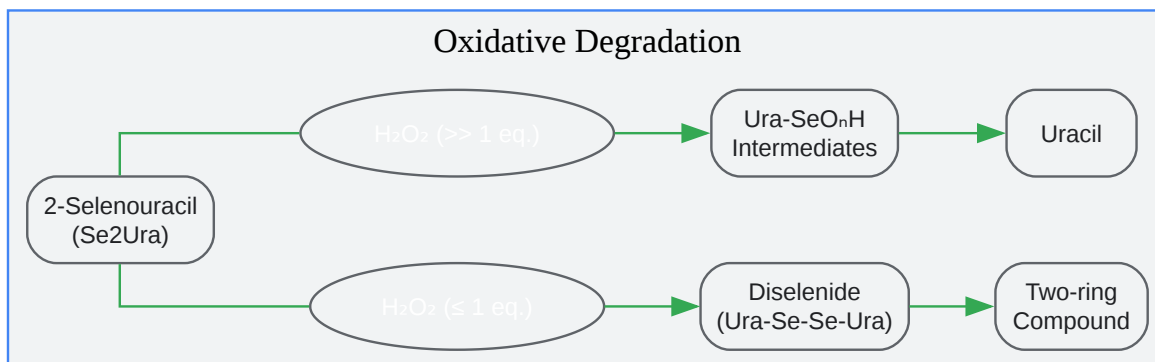 Oxidative Degradation
H₂O₂ (>> 1 eq.)
Ura-SeOₙH
Intermediates
Uracil
2-Selenouracil
(Se2Ura)
H₂O₂ (≤ 1 eq.)
Diselenide
(Ura-Se-Se-Ura)
Two-ring
Compound